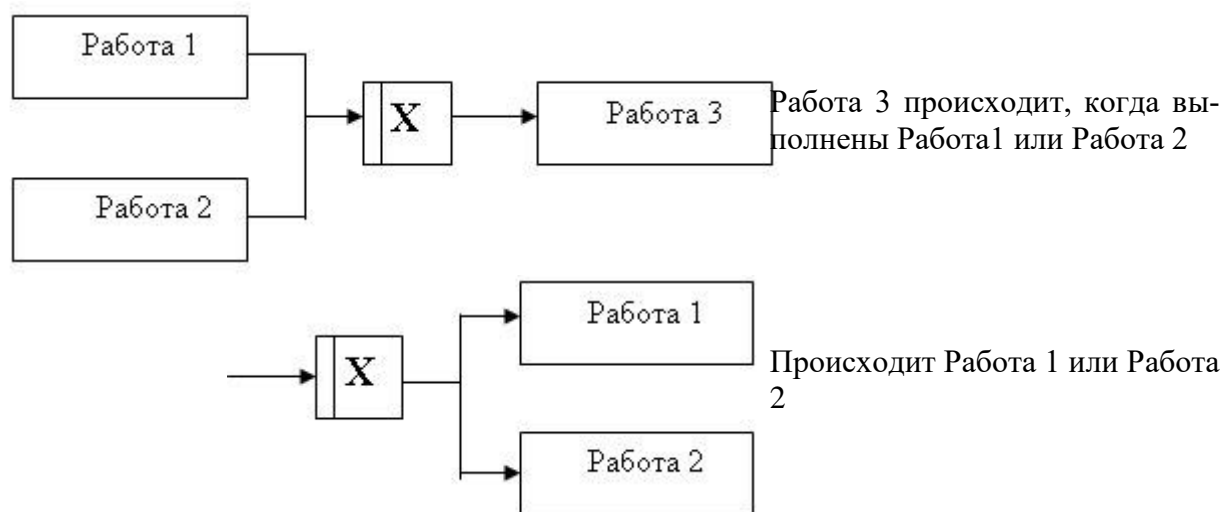 Работа 1
X
Работа 3
Работа 3 происходит, когда вы-
полнены Работа1 или Работа 2
Работа 2
Работа 1
X
Происходит Работа 1 или Работа
2
Работа 2